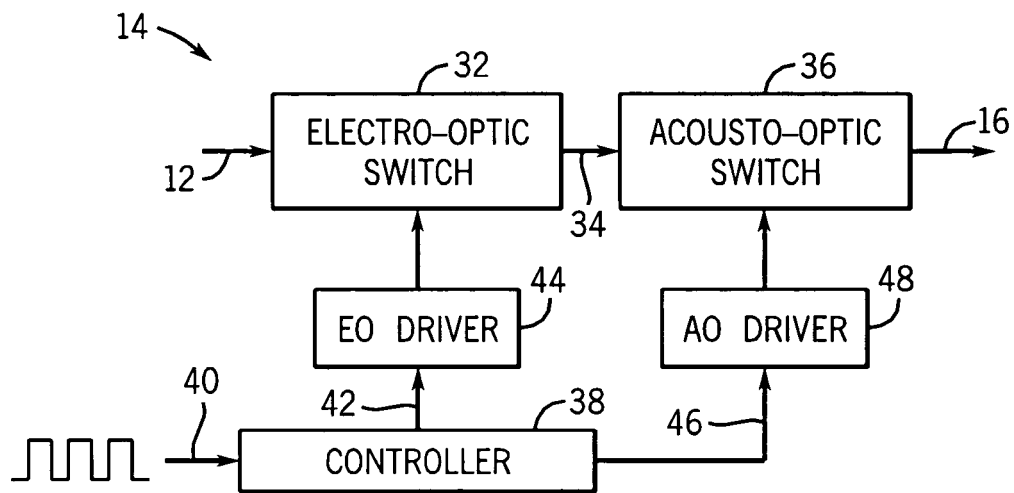 14
32
36
ELECTRO–OPTIC
SWITCH
ACOUSTO–OPTIC
SWITCH
16
12
34
44
48
EO DRIVER
AO DRIVER
40
42
38
46
CONTROLLER